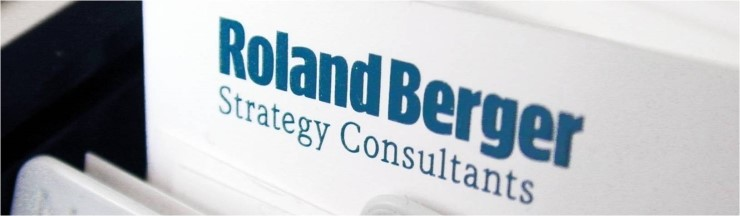 Roland Berger
Strategy Consultants